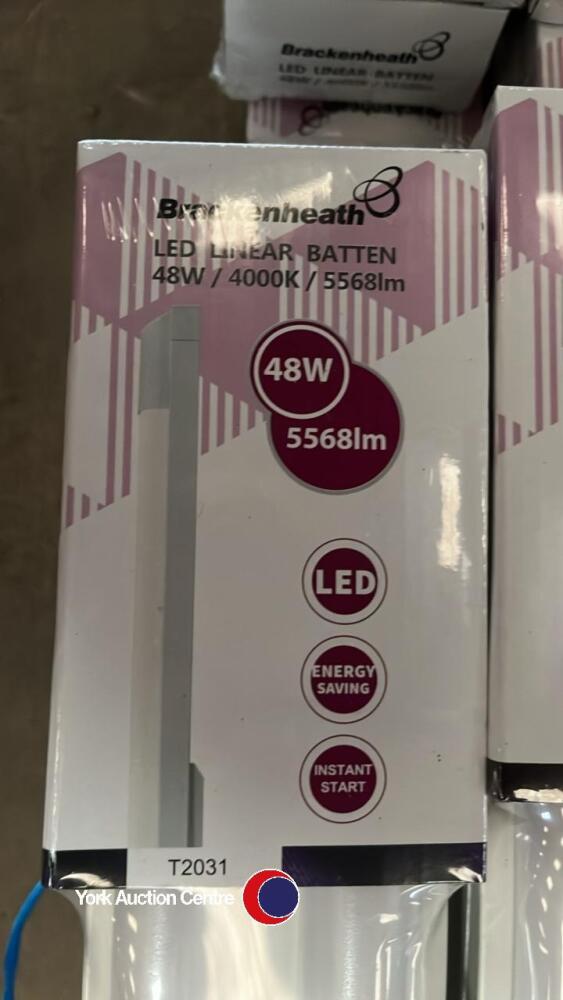 Brackenheath
LED LINEAR BATTEN
Brackenheath
LED LINEAR BATTEN
48W / 4000K / 5568lm
48W
5568lm
LED
ENERGY
SAVING
INSTANT
START
T2031
York Auction Centre